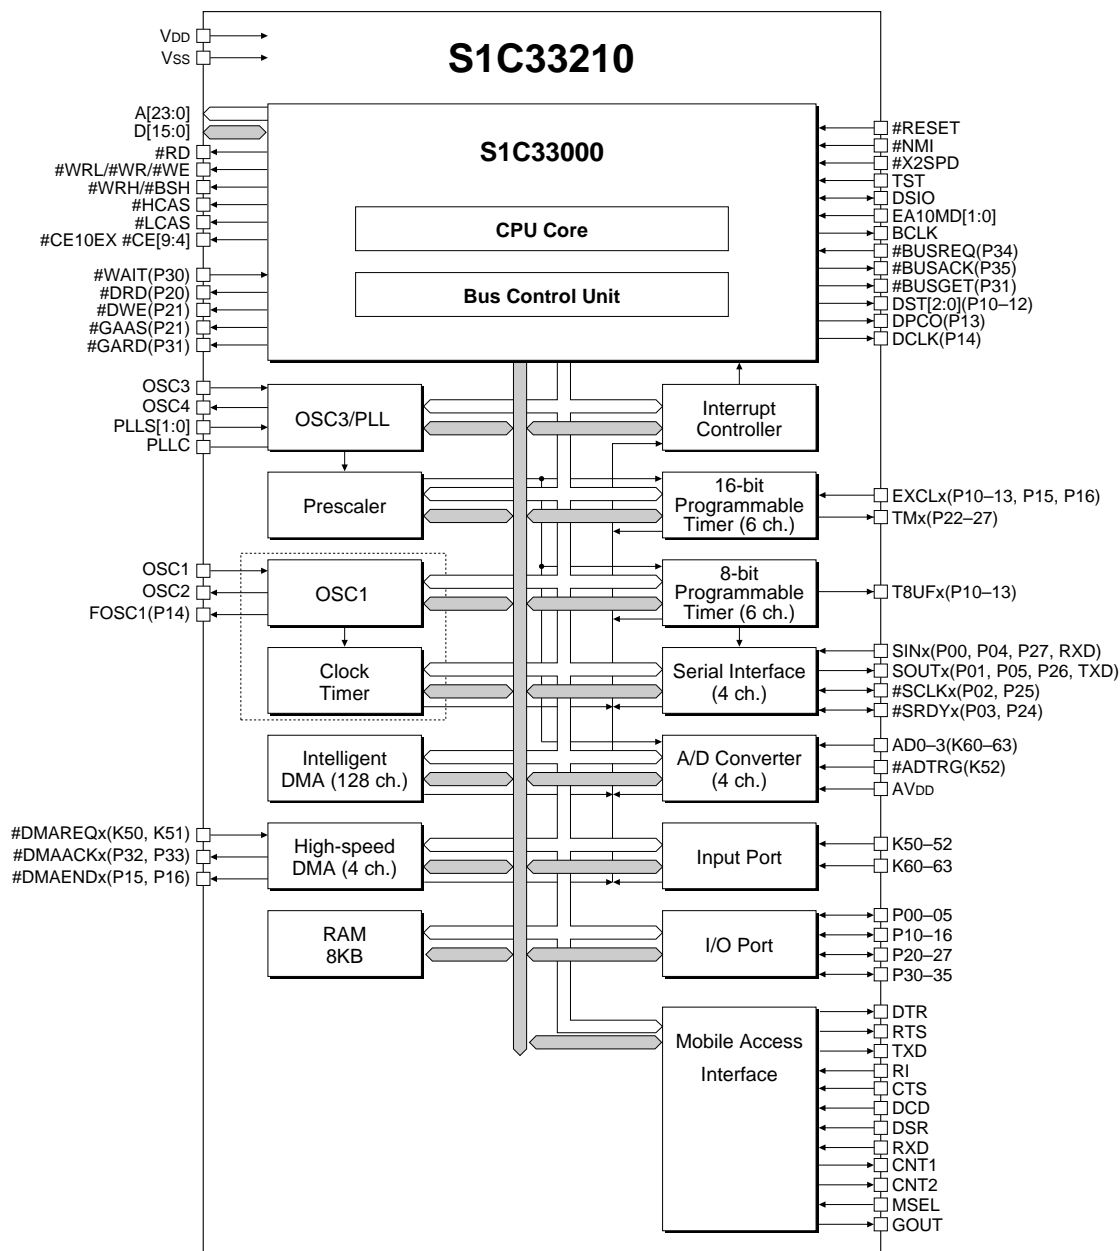 S1C33210
VDD
VSS
A[23:0]
D[15:0]
#RD
#WRL/#WR/#WE
#WRH/#BSH
#HCAS
#LCAS
#CE10EX #CE[9:4]
#WAIT(P30)
#DRD(P20)
#DWE(P21)
#GAAS(P21)
#GARD(P31)
S1C33000
CPU Core
Bus Control Unit
#RESET
#NMI
#X2SPD
TST
DSIO
EA10MD[1:0]
BCLK
#BUSREQ(P34)
#BUSACK(P35)
#BUSGET(P31)
DST[2:0](P10–12)
DPCO(P13)
DCLK(P14)
OSC3
OSC4
PLLS[1:0]
PLLC
OSC3/PLL
Interrupt
Controller
Prescaler
16-bit
Programmable
Timer (6 ch.)
EXCLx(P10–13, P15, P16)
TMx(P22–27)
OSC1
OSC2
FOSC1(P14)
OSC1
8-bit
Programmable
Timer (6 ch.)
T8UFx(P10–13)
Clock
Timer
Serial Interface
(4 ch.)
SINx(P00, P04, P27, RXD)
SOUTx(P01, P05, P26, TXD)
#SCLKx(P02, P25)
#SRDYx(P03, P24)
Intelligent
DMA (128 ch.)
A/D Converter
(4 ch.)
AD0–3(K60–63)
#ADTRG(K52)
AVDD
#DMAREQx(K50, K51)
#DMAACKx(P32, P33)
#DMAENDx(P15, P16)
High-speed
DMA (4 ch.)
Input Port
K50–52
K60–63
RAM
8KB
I/O Port
P00–05
P10–16
P20–27
P30–35
Mobile Access
Interface
DTR
RTS
TXD
RI
CTS
DCD
DSR
RXD
CNT1
CNT2
MSEL
GOUT